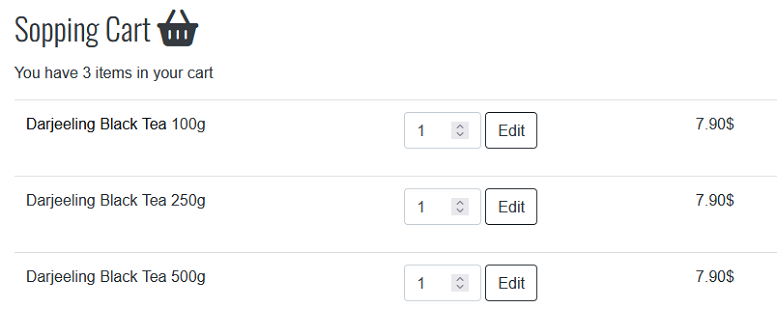 Sopping Cart
You have 3 items in your cart
Darjeeling Black Tea 100g 1 Edit 7.90$
Darjeeling Black Tea 250g 1 Edit 7.90$
Darjeeling Black Tea 500g 1 Edit 7.90$